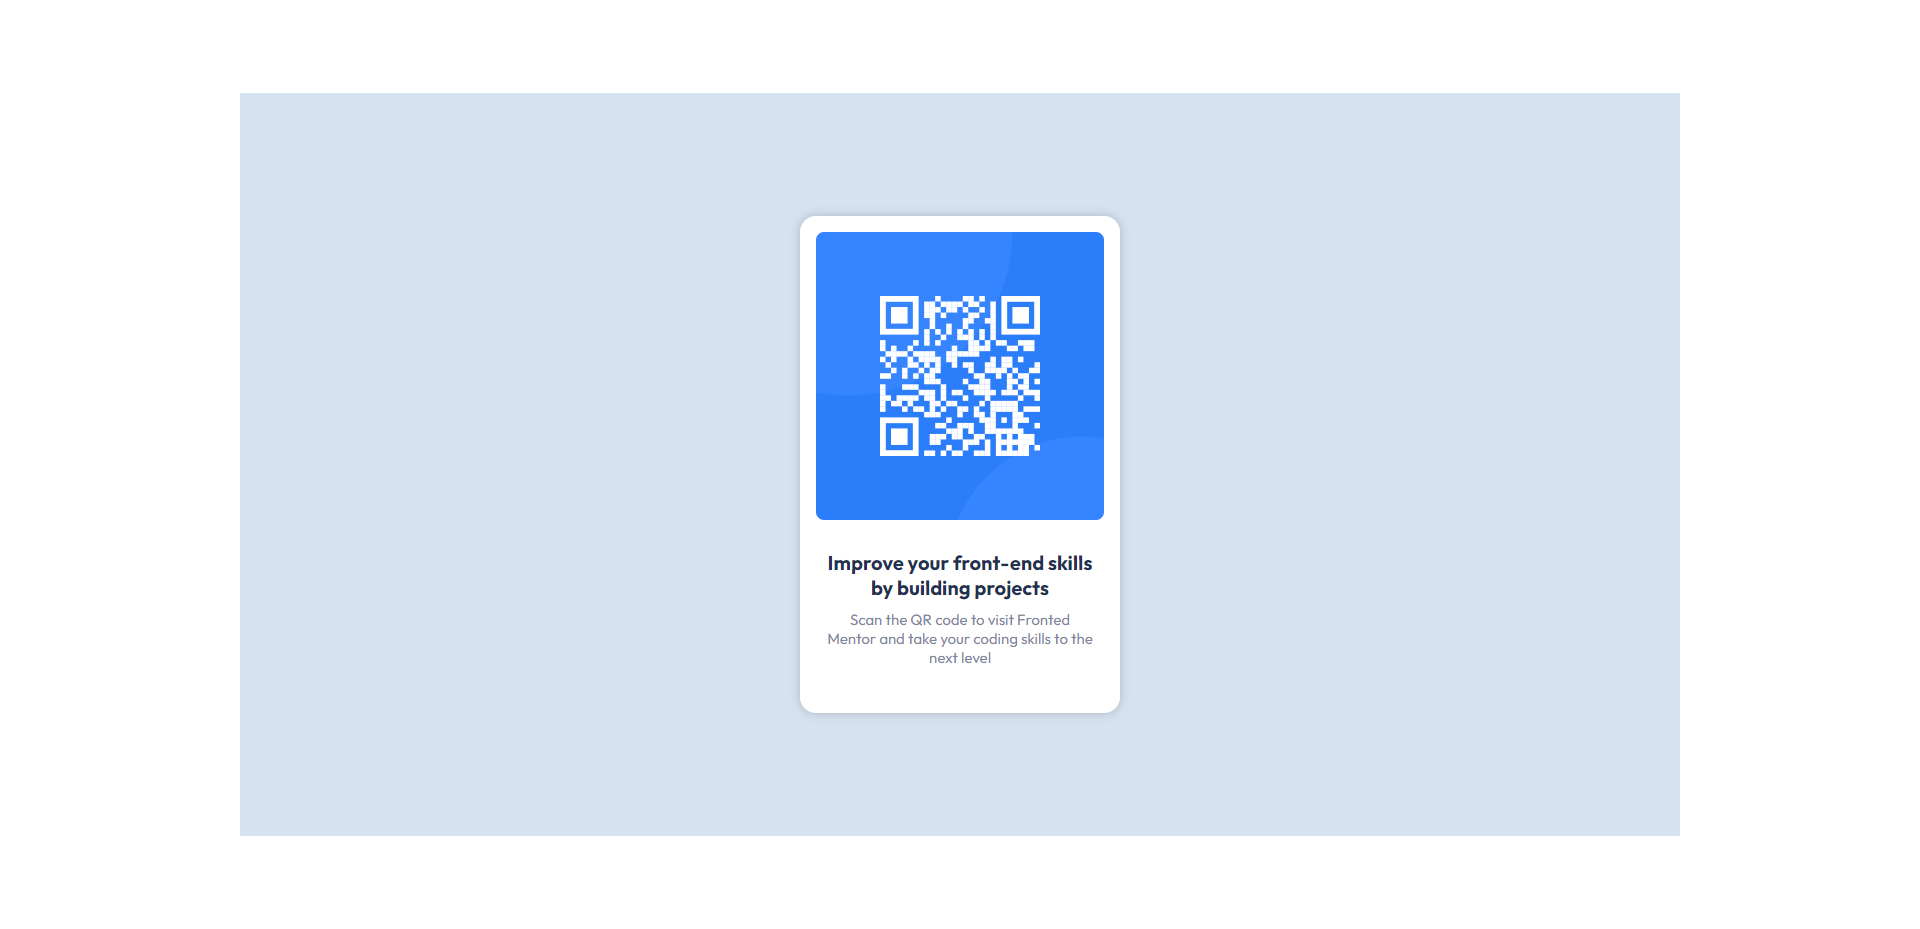 Improve your front-end skills
by building projects
Scan the QR code to visit Fronted
Mentor and take your coding skills to the
next level